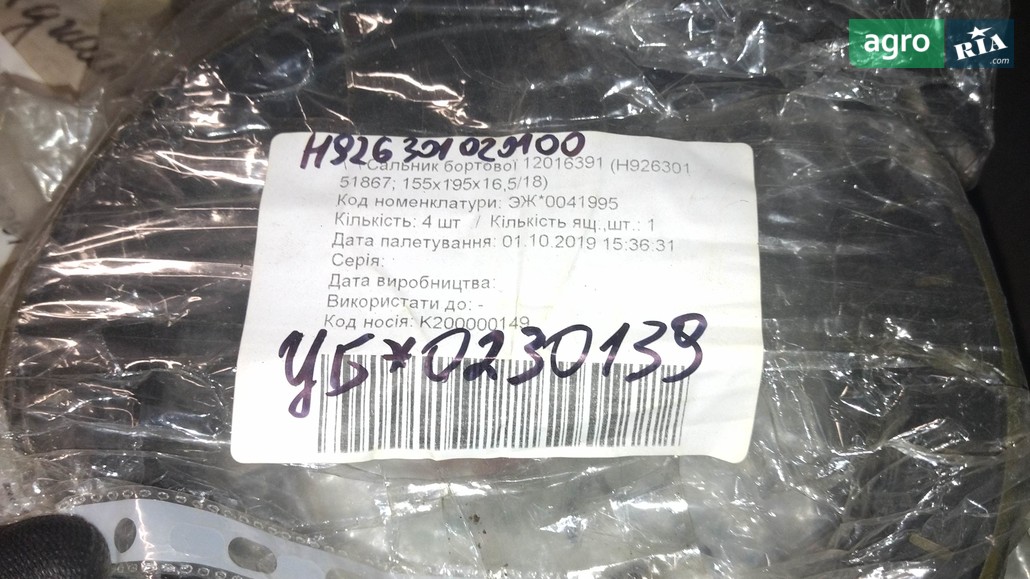 agro RIA.com
H926301020100
Сальник бортової 12016391 (H926301
51867; 155x195x16,5/18)
Код номенклатури: ЭЖ*0041995
Кількість: 4 шт / Кількість ящ.,шт.: 1
Дата палетування: 01.10.2019 15:36:31
Серія:
Дата виробництва:
Використати до: -
Код носія: K200000149
УБ*0230139